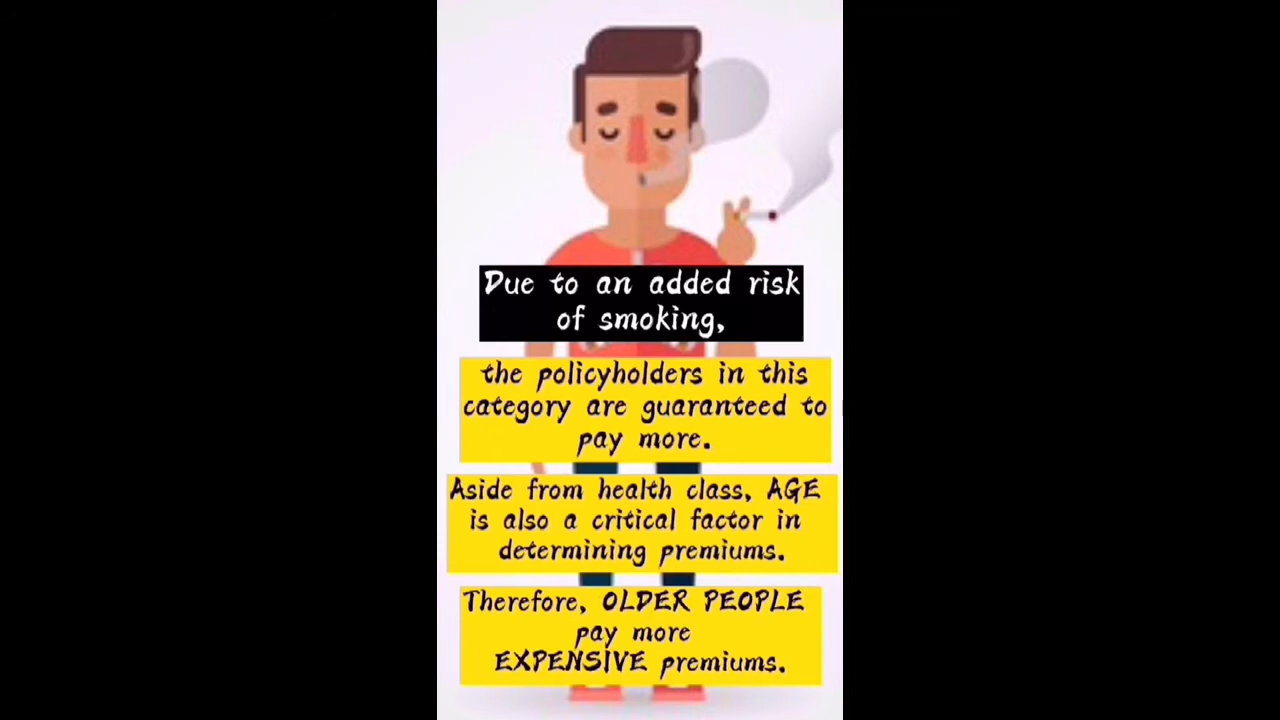 Due to an added risk
of smoking,
the policyholders in this
category are guaranteed to
pay more.
Aside from health class, AGE
is also a critical factor in
determining premiums.
Therefore, OLDER PEOPLE
pay more
EXPENSIVE premiums.